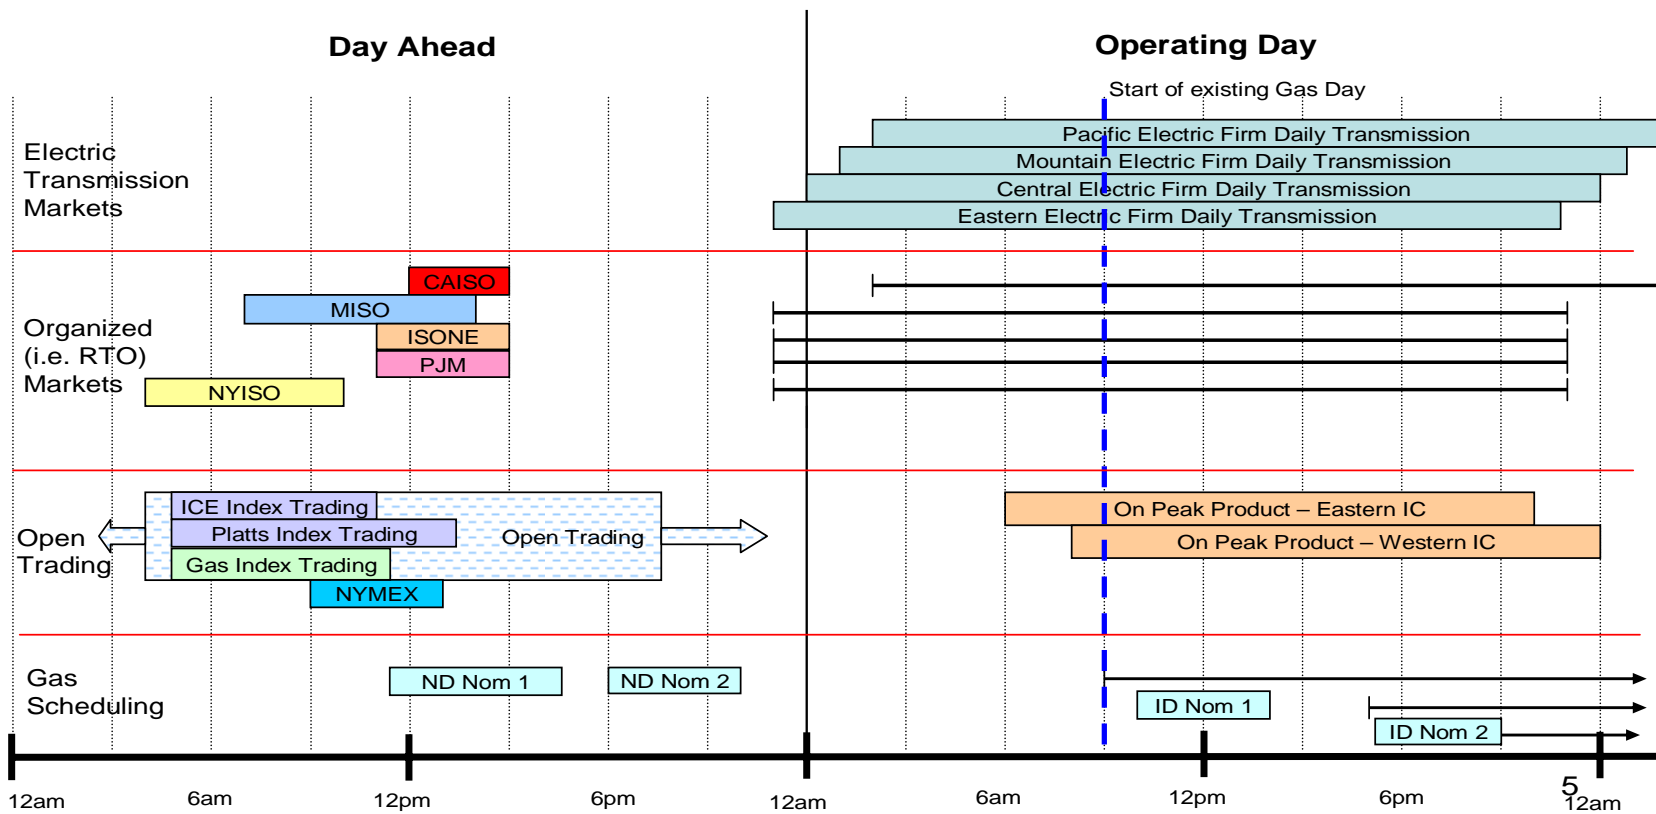 Day Ahead
Operating Day
Start of existing Gas Day
Electric
Transmission
Markets
Pacific Electric Firm Daily Transmission
Mountain Electric Firm Daily Transmission
Central Electric Firm Daily Transmission
Eastern Electric Firm Daily Transmission
Organized
(i.e. RTO)
Markets
CAISO
MISO
ISONE
PJM
NYISO
Open
Trading
ICE Index Trading
Platts Index Trading
Open Trading
Gas Index Trading
NYMEX
On Peak Product – Eastern IC
On Peak Product – Western IC
Gas
Scheduling
ND Nom 1
ND Nom 2
ID Nom 1
ID Nom 2
12am
6am
12pm
6pm
12am
6am
12pm
6pm
12am
5